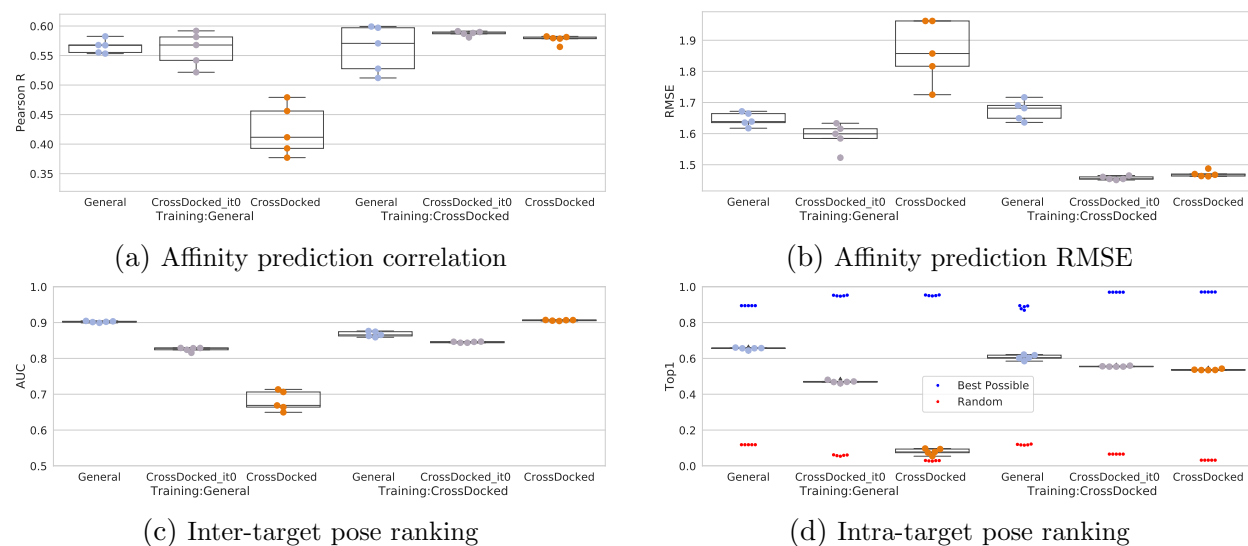 0.60
0.55
0.50
0.45
0.40
0.35
Pearson R
General CrossDocked_it0 CrossDocked General CrossDocked_it0 CrossDocked
Training:General Training:CrossDocked
(a) Affinity prediction correlation
1.9
1.8
1.7
1.6
1.5
RMSE
General CrossDocked_it0 CrossDocked General CrossDocked_it0 CrossDocked
Training:General Training:CrossDocked
(b) Affinity prediction RMSE
1.0
0.9
0.8
0.7
0.6
0.5
AUC
General CrossDocked_it0 CrossDocked General CrossDocked_it0 CrossDocked
Training:General Training:CrossDocked
(c) Inter-target pose ranking
1.0
0.8
0.6
0.4
0.2
0.0
Top1
Best Possible
Random
General CrossDocked_it0 CrossDocked General CrossDocked_it0 CrossDocked
Training:General Training:CrossDocked
(d) Intra-target pose ranking